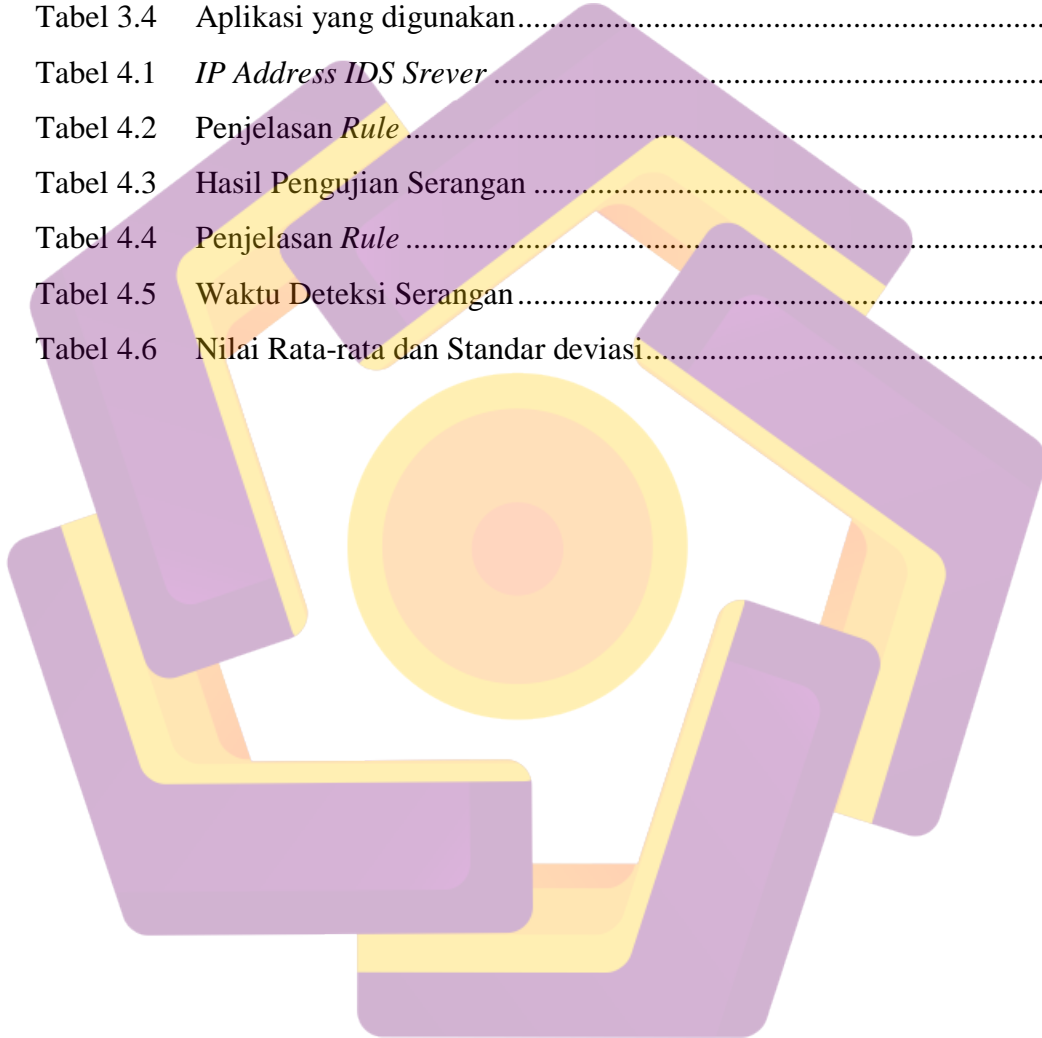 Tabel 3.4 Aplikasi yang digunakan........................................................................
Tabel 4.1 IP Address IDS Srever...........................................................................
Tabel 4.2 Penjelasan Rule......................................................................................
Tabel 4.3 Hasil Pengujian Serangan......................................................................
Tabel 4.4 Penjelasan Rule......................................................................................
Tabel 4.5 Waktu Deteksi Serangan........................................................................
Tabel 4.6 Nilai Rata-rata dan Standar deviasi.......................................................